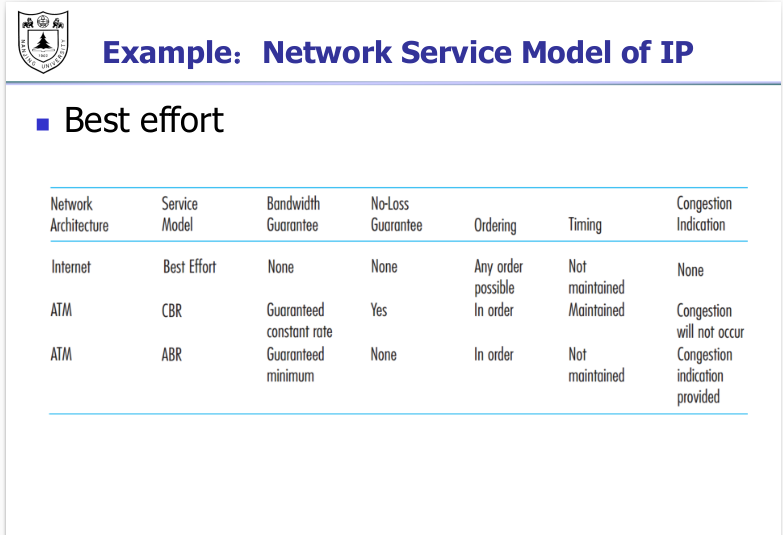 NANJING UNIVERSITY
1902
Example：Network Service Model of IP
Best effort
Network Architecture Service Model Bandwidth Guarantee No-Loss Guarantee Ordering Timing Congestion Indication
Internet Best Effort None None Any order possible Not maintained None
ATM CBR Guaranteed constant rate Yes In order Maintained Congestion will not occur
ATM ABR Guaranteed minimum None In order Not maintained Congestion indication provided